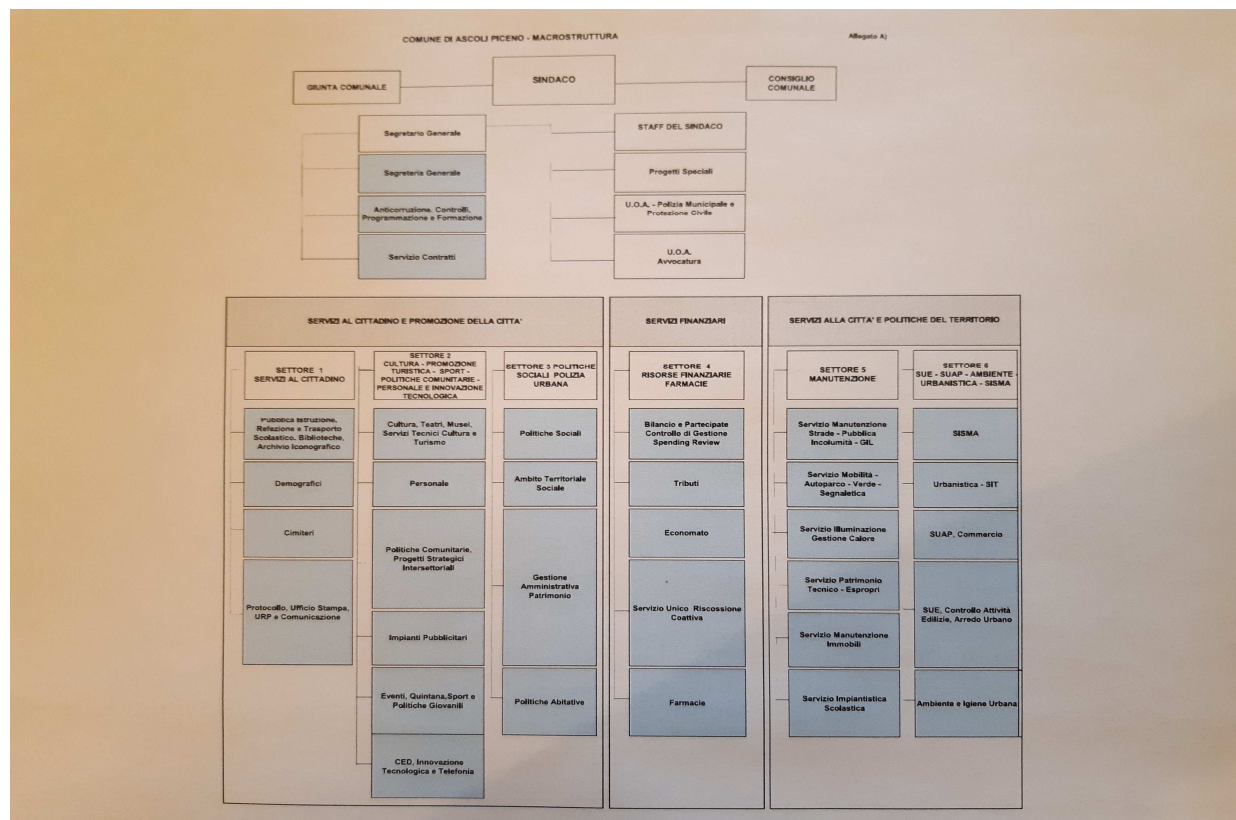 COMUNE DI ASCOLI PICENO - MACROSTRUTTURA
Allegato A)
GIUNTA COMUNALE
SINDACO
CONSIGLIO
COMUNALE
Segretario Generale
Segreteria Generale
Anticorruzione, Controlli,
Programmazione e Formazione
Servizio Contratti
STAFF DEL SINDACO
Progetti Speciali
U.O.A. - Polizia Municipale e
Protezione Civile
U.O.A.
Avvocatura
SERVIZI AL CITTADINO E PROMOZIONE DELLA CITTA'
SETTORE 1
SERVIZI AL CITTADINO
Pubblica Istruzione,
Refezione e Trasporto
Scolastico, Biblioteche,
Archivio Iconografico
Demografici
Cimiteri
Protocollo, Ufficio Stampa,
URP e Comunicazione
SETTORE 2
CULTURA - PROMOZIONE
TURISTICA - SPORT -
POLITICHE COMUNITARIE -
PERSONALE E INNOVAZIONE
TECNOLOGICA
Cultura, Teatri, Musei,
Servizi Tecnici Cultura e
Turismo
Personale
Politiche Comunitarie,
Progetti Strategici
Intersettoriali
Impianti Pubblicitari
Eventi, Quintana,Sport e
Politiche Giovanili
CED, Innovazione
Tecnologica e Telefonia
SETTORE 3 POLITICHE
SOCIALI POLIZIA
URBANA
Politiche Sociali
Ambito Territoriale
Sociale
Gestione
Amministrativa
Patrimonio
Politiche Abitative
SERVIZI FINANZIARI
SETTORE 4
RISORSE FINANZIARIE
FARMACIE
Bilancio e Partecipate
Controllo di Gestione
Spending Review
Tributi
Economato
Servizio Unico Riscossione
Coattiva
Farmacie
SERVIZI ALLA CITTA' E POLITICHE DEL TERRITORIO
SETTORE 5
MANUTENZIONE
Servizio Manutenzione
Strade - Pubblica
Incolumità - GIL
Servizio Mobilità -
Autoparco - Verde -
Segnaletica
Servizio Illuminazione
Gestione Calore
Servizio Patrimonio
Tecnico - Espropri
Servizio Manutenzione
Immobili
Servizio Impiantistica
Scolastica
SETTORE 6
SUE - SUAP - AMBIENTE -
URBANISTICA - SISMA
SISMA
Urbanistica - SIT
SUAP, Commercio
SUE, Controllo Attività
Edilizie, Arredo Urbano
Ambiente e Igiene Urbana